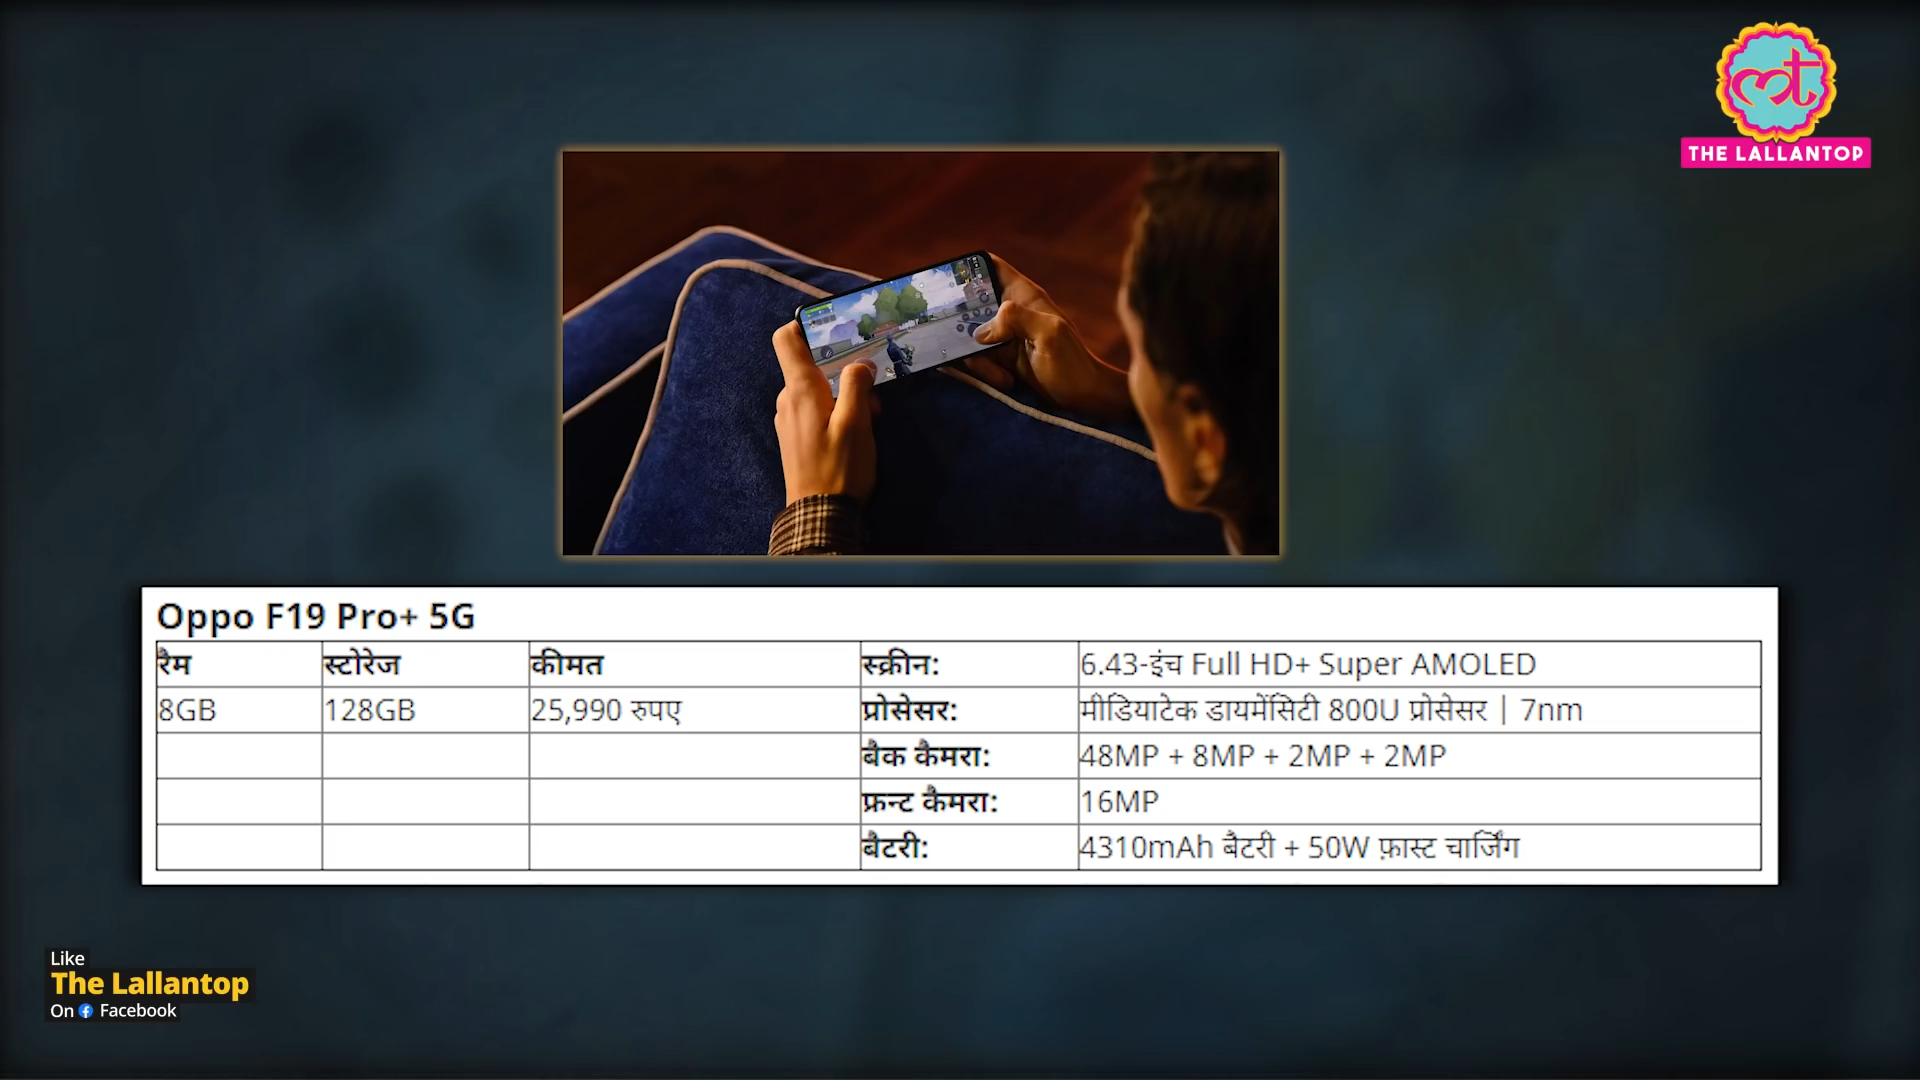 THE LALLANTOP
Oppo F19 Pro+ 5G
रैम स्टोरेज कीमत स्क्रीन: 6.43-इंच Full HD+ Super AMOLED
8GB 128GB 25,990 रुपए प्रोसेसर: मीडियाटेक डायमेंसिटी 800U प्रोसेसर | 7nm
बैक कैमरा: 48MP + 8MP + 2MP + 2MP
फ्रन्ट कैमरा: 16MP
बैटरी: 4310mAh बैटरी + 50W फ़ास्ट चार्जिंग
Like
The Lallantop
On Facebook